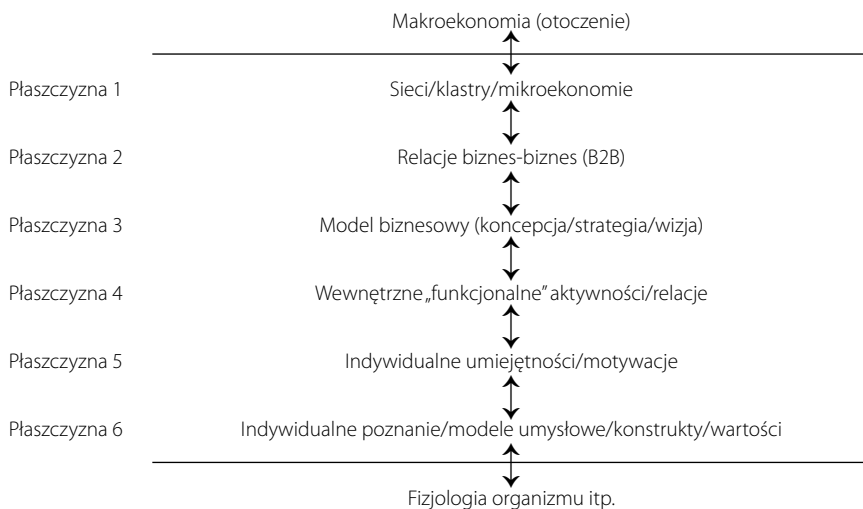 Makroekonomia (otoczenie)
Płaszczyzna 1 Sieci/klastry/mikroekonomie
Płaszczyzna 2 Relacje biznes-biznes (B2B)
Płaszczyzna 3 Model biznesowy (koncepcja/strategia/wizja)
Płaszczyzna 4 Wewnętrzne „funkcjonalne” aktywności/relacje
Płaszczyzna 5 Indywidualne umiejętności/motywacje
Płaszczyzna 6 Indywidualne poznanie/modele umysłowe/konstrukty/wartości
Fizjologia organizmu itp.